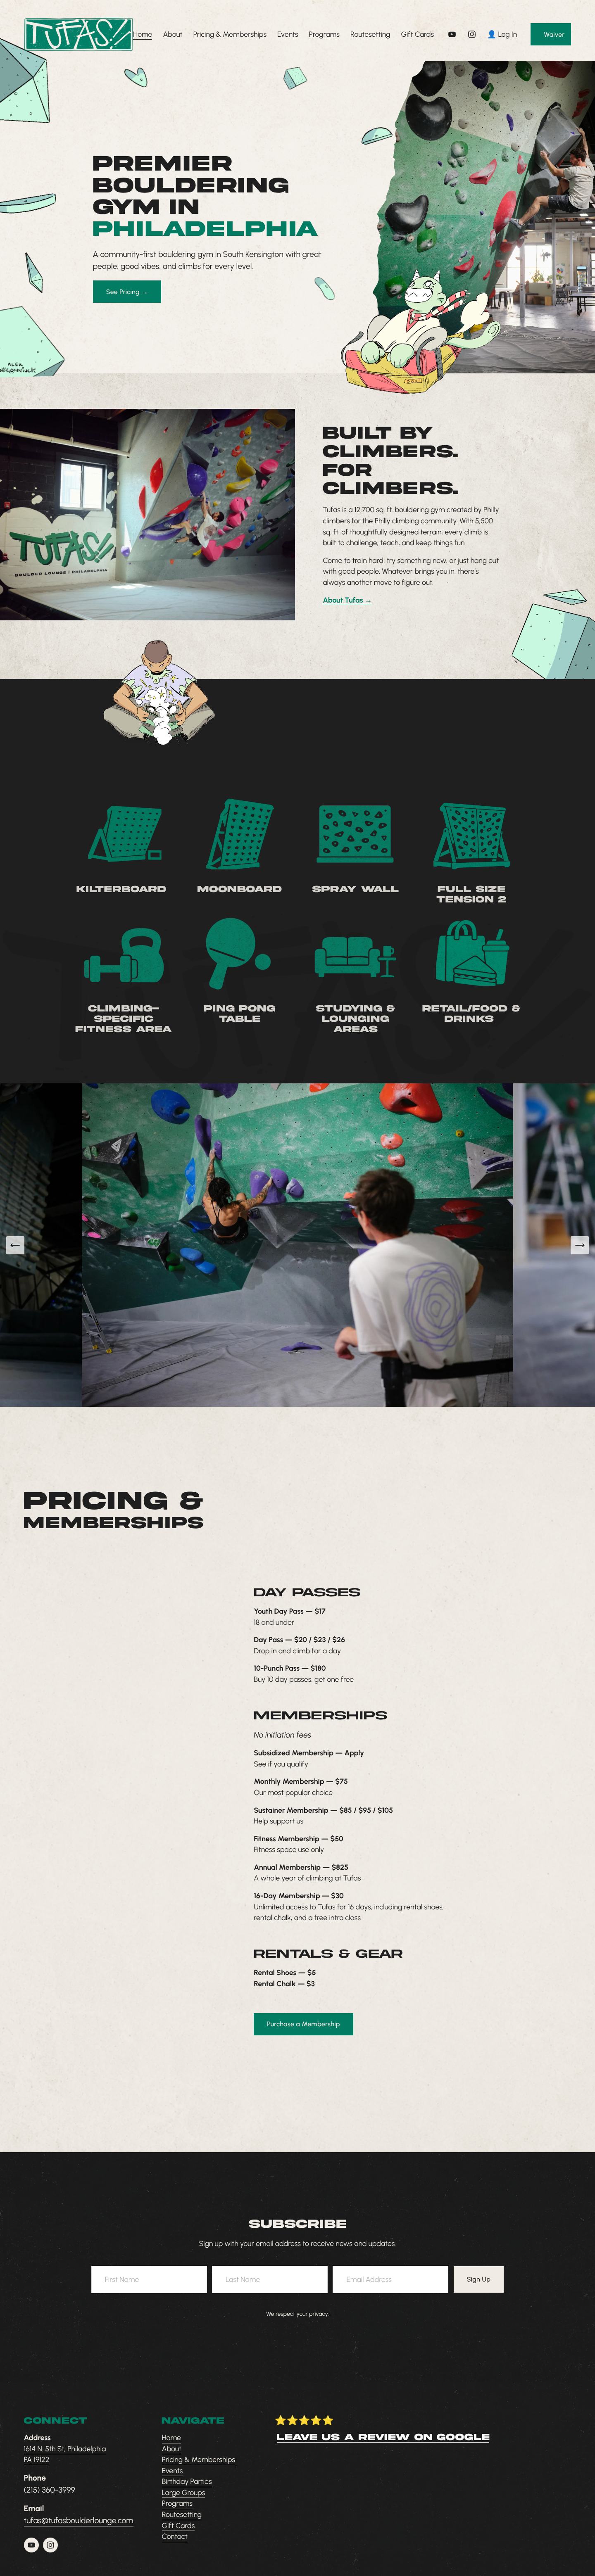 TUFAS!!
Home
About
Pricing & Memberships
Events
Programs
Routesetting
Gift Cards
Log In
Waiver
PREMIER
BOULDERING
GYM IN
PHILADELPHIA
A community-first bouldering gym in South Kensington with great
people, good vibes, and climbs for every level.
See Pricing →
TUFAS!!
BOULDER LOUNGE | PHILADELPHIA
BUILT BY
CLIMBERS.
FOR
CLIMBERS.
Tufas is a 12,700 sq. ft. bouldering gym created by Philly
climbers for the Philly climbing community. With 5,500
sq. ft. of thoughtfully designed terrain, every climb is
built to challenge, teach, and keep things fun.
Come to train hard, try something new, or just hang out
with good people. Whatever brings you in, there's
always another move to figure out.
About Tufas →
KILTERBOARD
MOONBOARD
SPRAY WALL
FULL SIZE
TENSION 2
CLIMBING-
SPECIFIC
FITNESS AREA
PING PONG
TABLE
STUDYING &
LOUNGING
AREAS
RETAIL/FOOD &
DRINKS
PRICING &
MEMBERSHIPS
DAY PASSES
Youth Day Pass — $17
18 and under
Day Pass — $20 / $23 / $26
Drop in and climb for a day
10-Punch Pass — $180
Buy 10 day passes, get one free
MEMBERSHIPS
No initiation fees
Subsidized Membership — Apply
See if you qualify
Monthly Membership — $75
Our most popular choice
Sustainer Membership — $85 / $95 / $105
Help support us
Fitness Membership — $50
Fitness space use only
Annual Membership — $825
A whole year of climbing at Tufas
16-Day Membership — $30
Unlimited access to Tufas for 16 days, including rental shoes,
rental chalk, and a free intro class
RENTALS & GEAR
Rental Shoes — $5
Rental Chalk — $3
Purchase a Membership
SUBSCRIBE
Sign up with your email address to receive news and updates.
First Name
Last Name
Email Address
Sign Up
We respect your privacy.
CONNECT
Address
1614 N. 5th St, Philadelphia
PA 19122
Phone
(215) 360-3999
Email
tufas@tufasboulderlounge.com
NAVIGATE
Home
About
Pricing & Memberships
Events
Birthday Parties
Large Groups
Programs
Routesetting
Gift Cards
Contact
LEAVE US A REVIEW ON GOOGLE